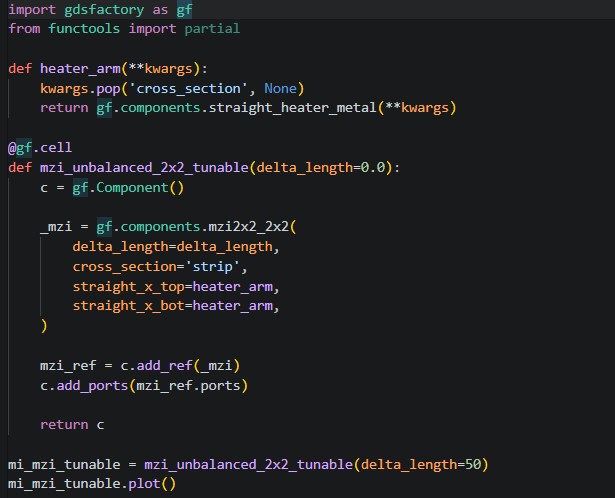 import gdsfactory as gf
from functools import partial

def heater_arm(**kwargs):
    kwargs.pop('cross_section', None)
    return gf.components.straight_heater_metal(**kwargs)

@gf.cell
def mzi_unbalanced_2x2_tunable(delta_length=0.0):
    c = gf.Component()

    _mzi = gf.components.mzi2x2_2x2(
        delta_length=delta_length,
        cross_section='strip',
        straight_x_top=heater_arm,
        straight_x_bot=heater_arm,
    )

    mzi_ref = c.add_ref(_mzi)
    c.add_ports(mzi_ref.ports)

    return c

mi_mzi_tunable = mzi_unbalanced_2x2_tunable(delta_length=50)
mi_mzi_tunable.plot()